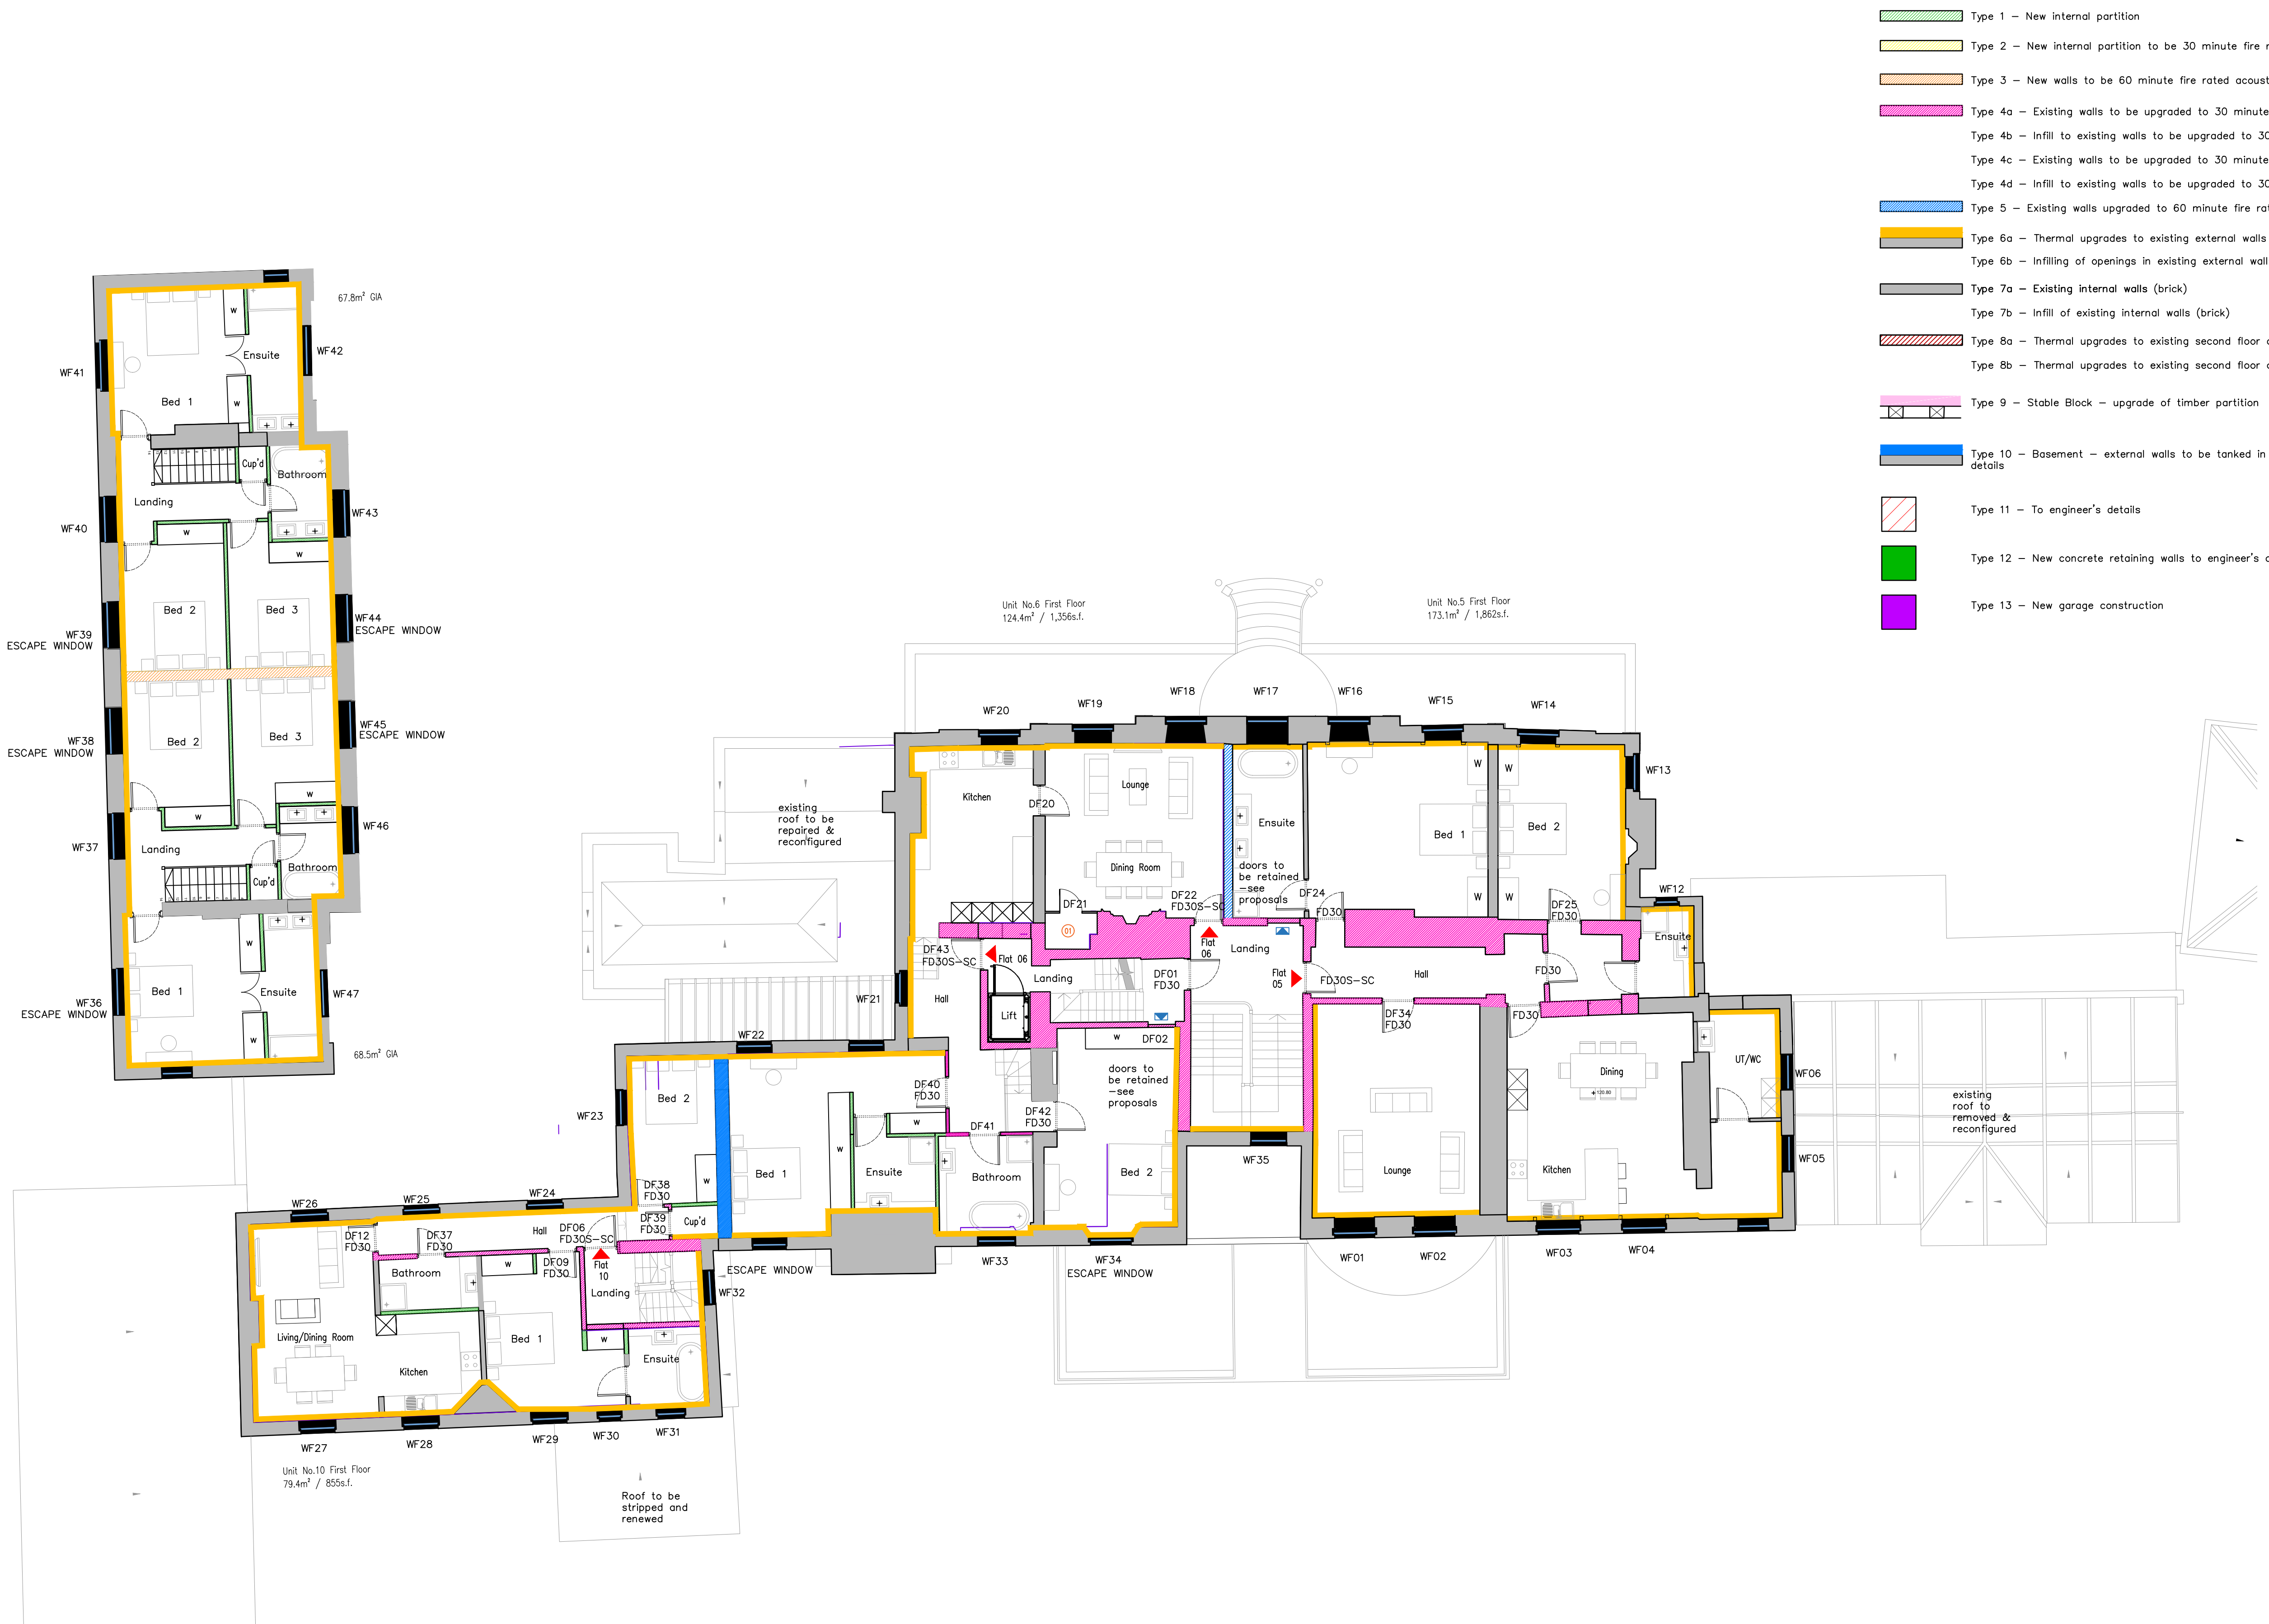 Type 1 – New internal partition
Type 2 – New internal partition to be 30 minute fire
Type 3 – New walls to be 60 minute fire rated
Type 4a – Existing walls to be upgraded to 30 minute
Type 4b – Infill to existing walls to be upgraded to 30
Type 4c – Existing walls to be upgraded to 30 minute
Type 4d – Infill to existing walls to be upgraded to 30
Type 5 – Existing walls upgraded to 60 minute fire
Type 6a – Thermal upgrades to existing external walls
Type 6b – Infilling of openings in existing external
Type 7a – Existing internal walls (brick)
Type 7b – Infill of existing internal walls (brick)
Type 8a – Thermal upgrades to existing second floor
Type 8b – Thermal upgrades to existing second floor
Type 9 – Stable Block – upgrade of timber partition
Type 10 – Basement – external walls to be tanked in
details
Type 11 – To engineer's details
Type 12 – New concrete retaining walls to engineer's
Type 13 – New garage construction
67.8m² GIA
W
Ensuite
WF42
WF41
Bed 1
W
Cup'd
Bathroom
Landing
WF43
WF40
W
W
Bed 2
Bed 3
WF44
ESCAPE WINDOW
WF39
ESCAPE WINDOW
WF38
ESCAPE WINDOW
Bed 2
Bed 3
WF45
ESCAPE WINDOW
W
W
WF46
WF37
Landing
Bathroom
Cup'd
W
Bed 1
Ensuite
WF47
WF36
ESCAPE WINDOW
W
68.5m² GIA
Unit No.6 First Floor
124.4m² / 1,356s.f.
Unit No.5 First Floor
173.1m² / 1,862s.f.
WF20
WF19
WF18
WF17
WF16
WF15
WF14
WF13
WF12
existing
roof to be
repaired &
reconfigured
Kitchen
DF20
Lounge
Dining Room
DF21
01
DF22
FD30S-SC
Ensuite
doors to
be retained
-see
proposals
DF24
FD30
Bed 1
W
W
W
W
Bed 2
DF25
FD30
Ensuite
DF43
FD30S-SC
Flat 06
Landing
Flat
06
Landing
Flat
05
FD30S-SC
Hall
FD30
FD30
DF01
FD30
Hall
Lift
WF21
WF22
W
DF02
doors to
be retained
-see
proposals
DF34
FD30
Dining
+120.80
UT/WC
WF06
existing
roof to
removed &
reconfigured
WF23
Bed 2
W
DF40
FD30
DF42
FD30
DF41
W
W
Bed 1
Ensuite
Bathroom
Bed 2
WF35
Lounge
Kitchen
WF05
DF38
FD30
DF39
FD30
Cup'd
WF26
WF25
WF24
DF12
FD30
DF37
FD30
Hall
DF06
FD30S-SC
DF09
FD30
Flat
10
Landing
W
Bathroom
WF32
ESCAPE WINDOW
WF33
WF34
ESCAPE WINDOW
WF01
WF02
WF03
WF04
Living/Dining Room
Kitchen
Bed 1
W
Ensuite
WF27
WF28
WF29
WF30
WF31
Unit No.10 First Floor
79.4m² / 855s.f.
Roof to be
stripped and
renewed